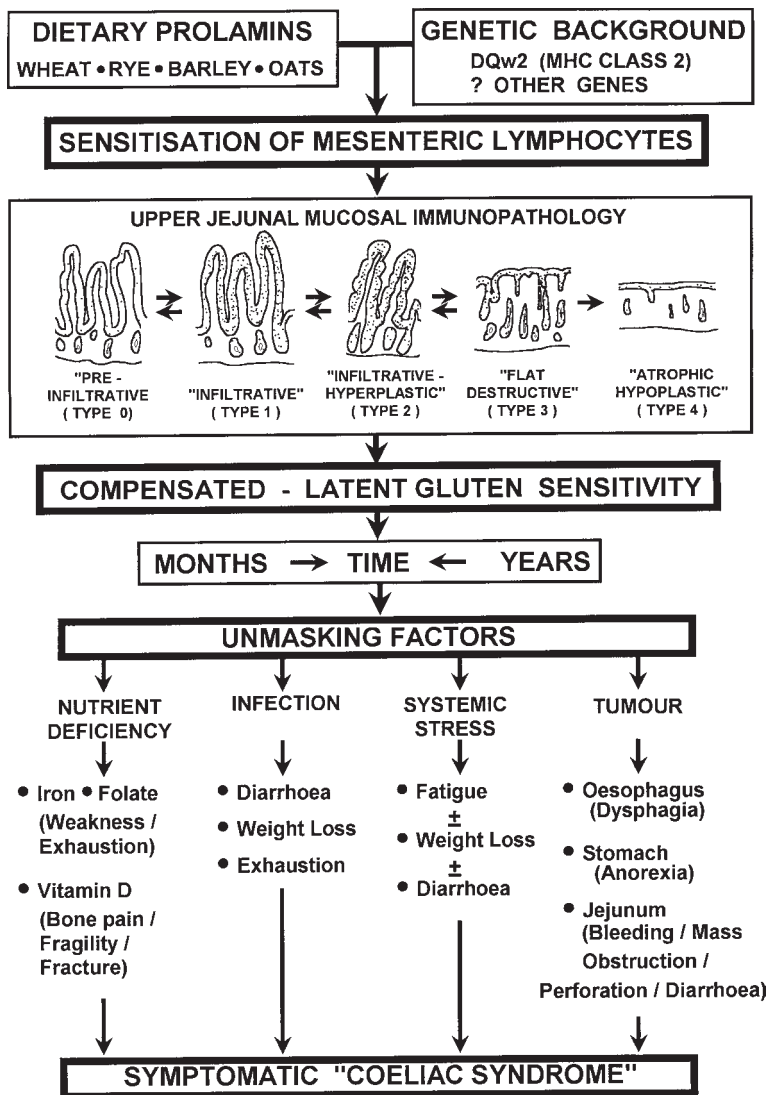 DIETARY PROLAMINS
WHEAT • RYE • BARLEY • OATS
GENETIC BACKGROUND
DQw2 (MHC CLASS 2)
? OTHER GENES
SENSITISATION OF MESENTERIC LYMPHOCYTES
UPPER JEJUNAL MUCOSAL IMMUNOPATHOLOGY
"PRE -
INFILTRATIVE
( TYPE 0)
"INFILTRATIVE"
( TYPE 1 )
"INFILTRATIVE -
HYPERPLASTIC"
( TYPE 2 )
"FLAT
DESTRUCTIVE"
( TYPE 3 )
"ATROPHIC
HYPOPLASTIC"
( TYPE 4 )
COMPENSATED - LATENT GLUTEN SENSITIVITY
MONTHS → TIME ← YEARS
UNMASKING FACTORS
NUTRIENT
DEFICIENCY
• Iron • Folate
(Weakness /
Exhaustion)
• Vitamin D
(Bone pain /
Fragility /
Fracture)
INFECTION
• Diarrhoea
• Weight Loss
• Exhaustion
SYSTEMIC
STRESS
• Fatigue
±
• Weight Loss
±
• Diarrhoea
TUMOUR
• Oesophagus
(Dysphagia)
• Stomach
(Anorexia)
• Jejunum
(Bleeding / Mass
Obstruction /
Perforation / Diarrhoea)
SYMPTOMATIC "COELIAC SYNDROME"